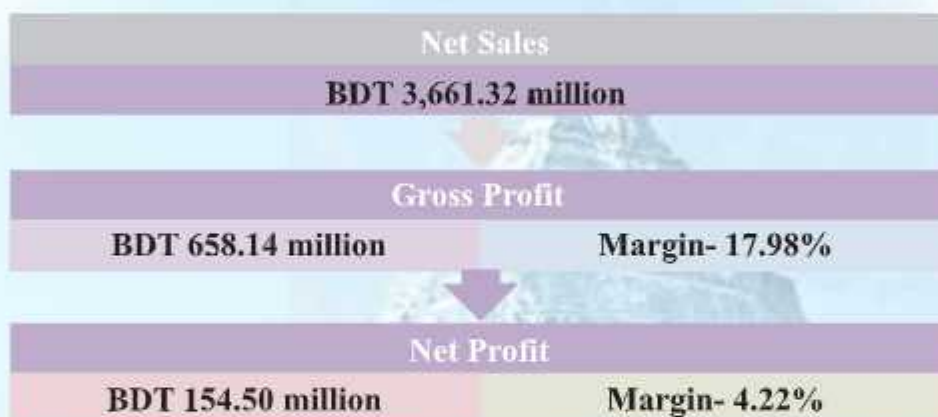 Net Sales
BDT 3,661.32 million
Gross Profit
BDT 658.14 million Margin- 17.98%
Net Profit
BDT 154.50 million Margin- 4.22%